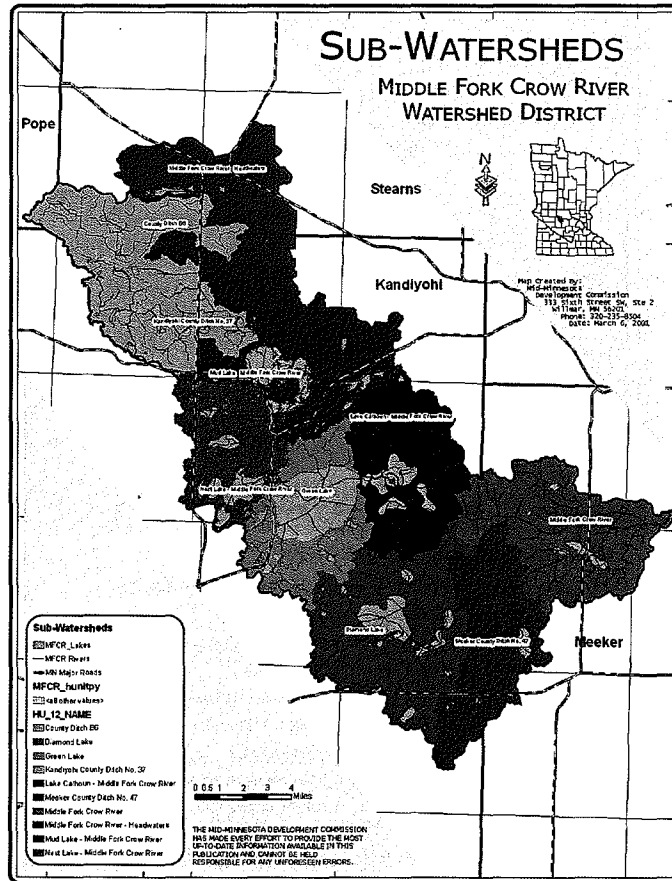 SUB-WATERSHEDS
MIDDLE FORK CROW RIVER
WATERSHED DISTRICT
Pope
Middle Fork Crow River - Headwaters
Stearns
N
County Ditch BG
Kandiyohi
Map Created by:
Mid-Minnesota
Development Commission
333 Sixth Street SW, Ste 2
Willmar, MN 56201
Phone: 320-235-8504
Date: March 6, 2001
Kandiyohi County Ditch No. 37
Mud Lake - Middle Fork Crow River
Lake Calhoun - Middle Fork Crow River
Nest Lake - Middle Fork Crow River
Green Lake
Middle Fork Crow River
Diamond Lake
Meeker County Ditch No. 47
Meeker
Sub-Watersheds
MFCR_Lakes
MFCR Rivers
MN Major Roads
MFCR_hunitpy
<all other values>
HU_12_NAME
County Ditch BG
Diamond Lake
Green Lake
Kandiyohi County Ditch No. 37
Lake Calhoun - Middle Fork Crow River
Meeker County Ditch No. 47
Middle Fork Crow River
Middle Fork Crow River - Headwaters
Mud Lake - Middle Fork Crow River
Nest Lake - Middle Fork Crow River
0 0.5 1 2 3 4
Miles
THE MID-MINNESOTA DEVELOPMENT COMMISSION
HAS MADE EVERY EFFORT TO PROVIDE THE MOST
UP-TO-DATE INFORMATION AVAILABLE IN THIS
PUBLICATION AND CANNOT BE HELD
RESPONSIBLE FOR ANY UNFORESEEN ERRORS.